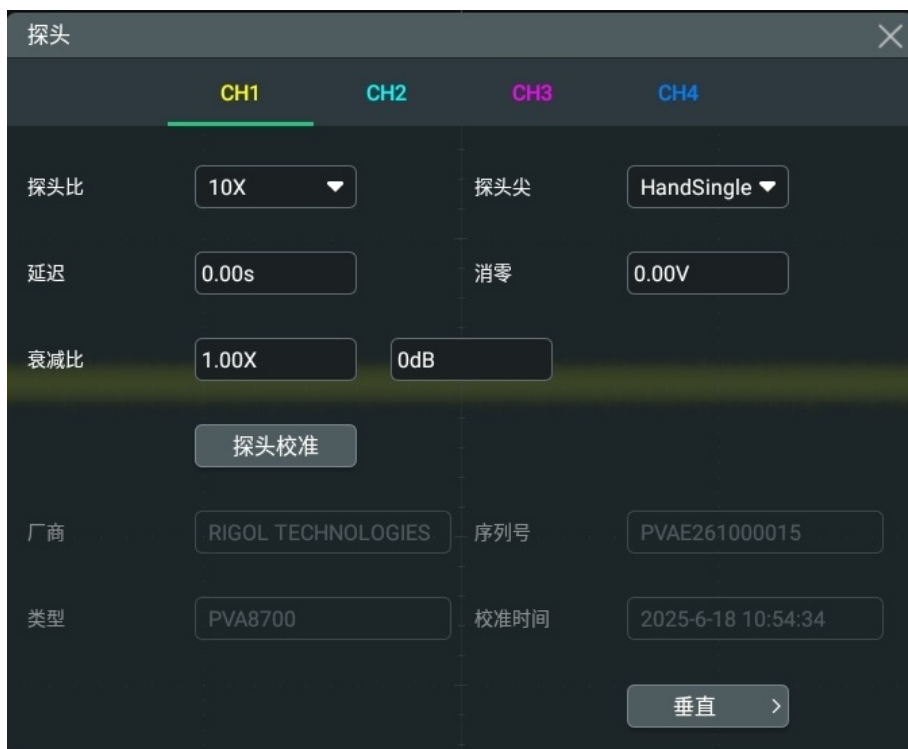 探头
CH1 CH2 CH3 CH4
探头比 10X 探头尖 HandSingle
延迟 0.00s 消零 0.00V
衰减比 1.00X 0dB
探头校准
厂商 RIGOL TECHNOLOGIES 序列号 PVAE261000015
类型 PVA8700 校准时间 2025-6-18 10:54:34
垂直